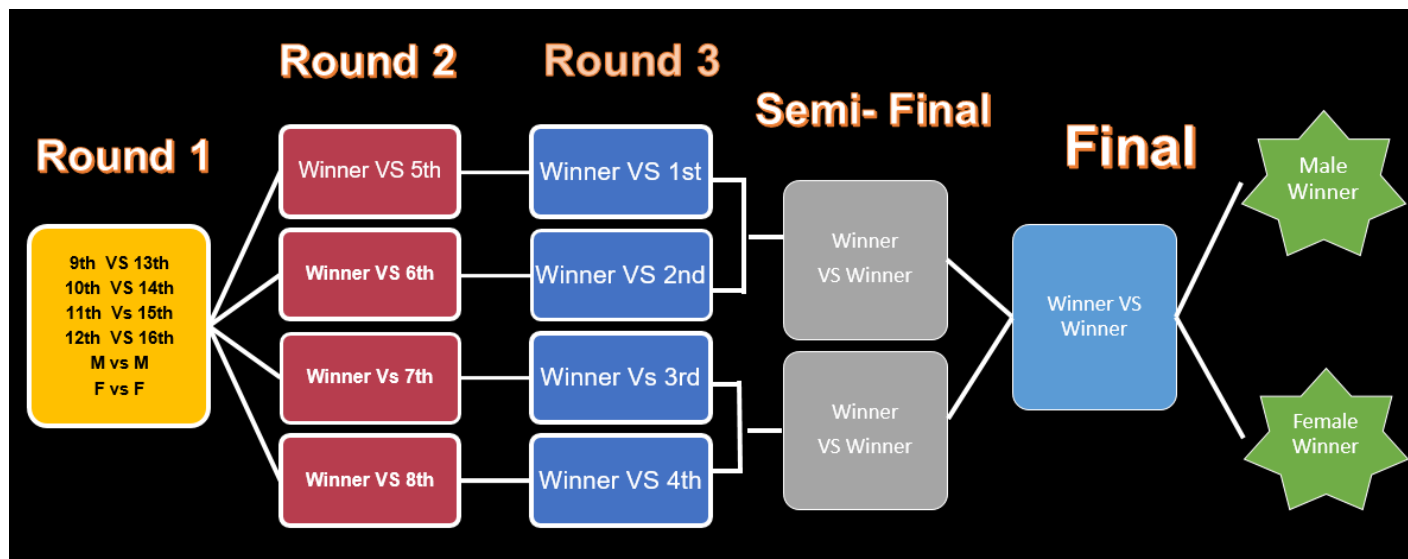 Round 1
9th VS 13th
10th VS 14th
11th Vs 15th
12th VS 16th
M vs M
F vs F
Round 2
Winner VS 5th
Winner VS 6th
Winner Vs 7th
Winner VS 8th
Round 3
Winner VS 1st
Winner VS 2nd
Winner Vs 3rd
Winner VS 4th
Semi- Final
Winner
VS Winner
Winner
VS Winner
Final
Winner VS
Winner
Male
Winner
Female
Winner